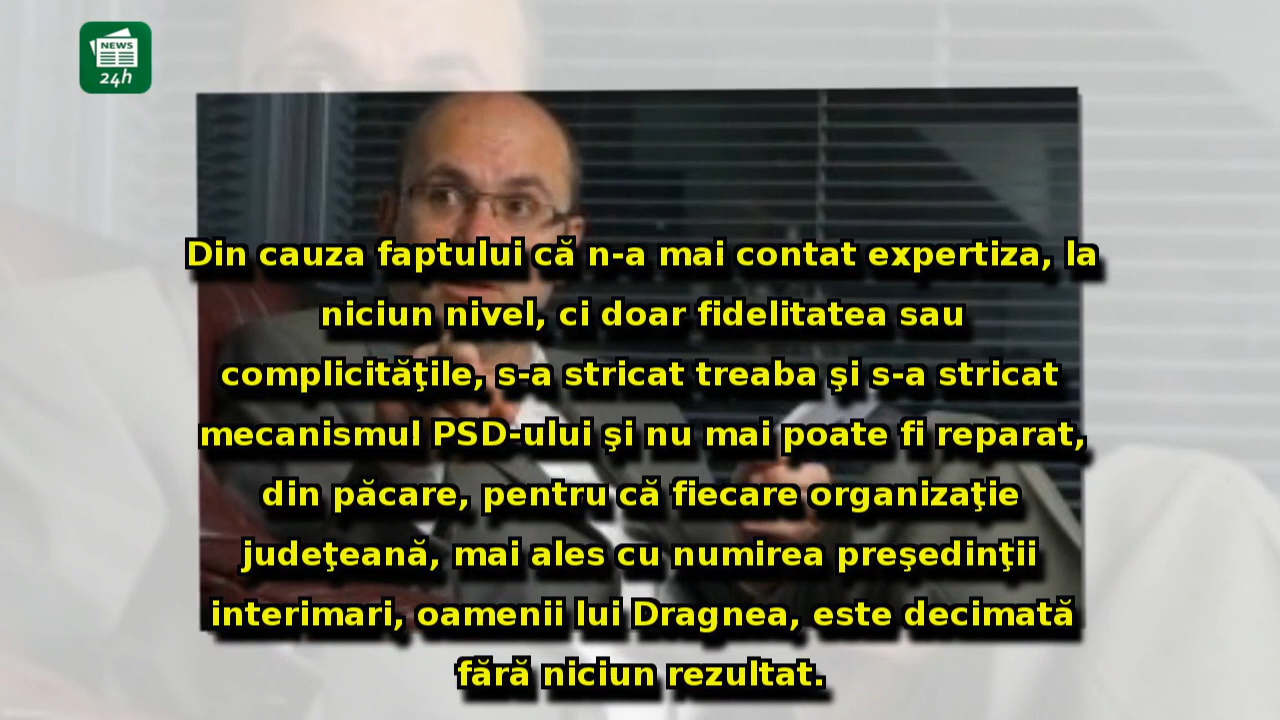 NEWS
24h
Din cauza faptului că n-a mai contat expertiza, la
niciun nivel, ci doar fidelitatea sau
complicităţile, s-a stricat treaba şi s-a stricat
mecanismul PSD-ului şi nu mai poate fi reparat,
din păcare, pentru că fiecare organizaţie
judeţeană, mai ales cu numirea preşedinţii
interimari, oamenii lui Dragnea, este decimată
fără niciun rezultat.